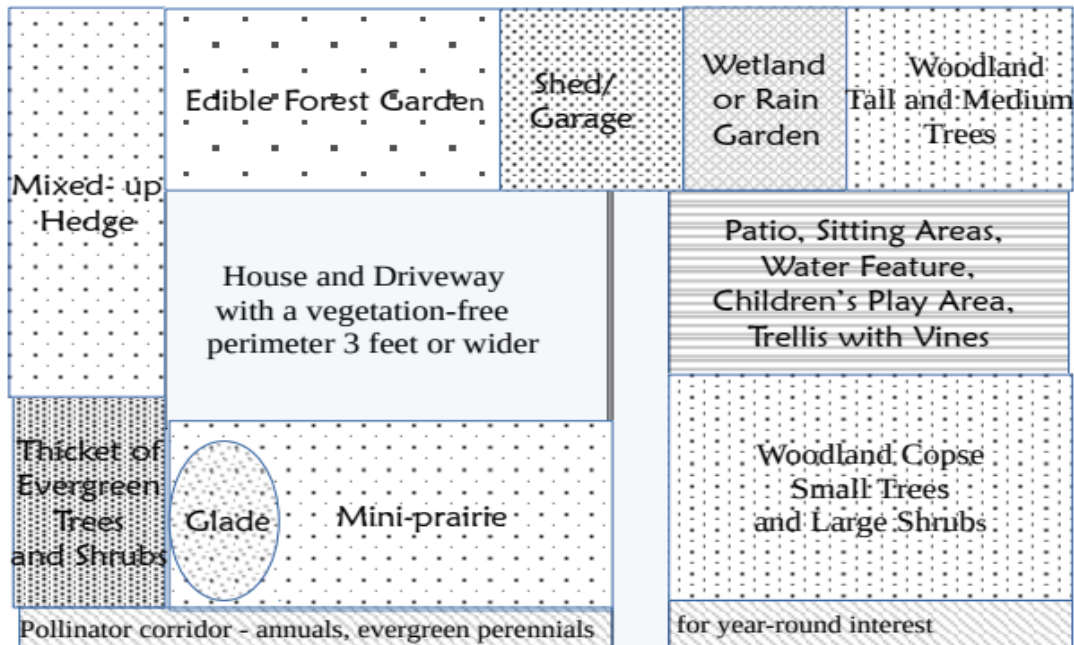 Edible Forest Garden
Shed/
Garage
Wetland
or Rain
Garden
Woodland
Tall and Medium
Trees
Mixed- up
Hedge
House and Driveway
with a vegetation-free
perimeter 3 feet or wider
Patio, Sitting Areas,
Water Feature,
Children’s Play Area,
Trellis with Vines
Thicket of
Evergreen
Trees
and Shrubs
Glade
Mini-prairie
Woodland Copse
Small Trees
and Large Shrubs
Pollinator corridor - annuals, evergreen perennials
for year-round interest